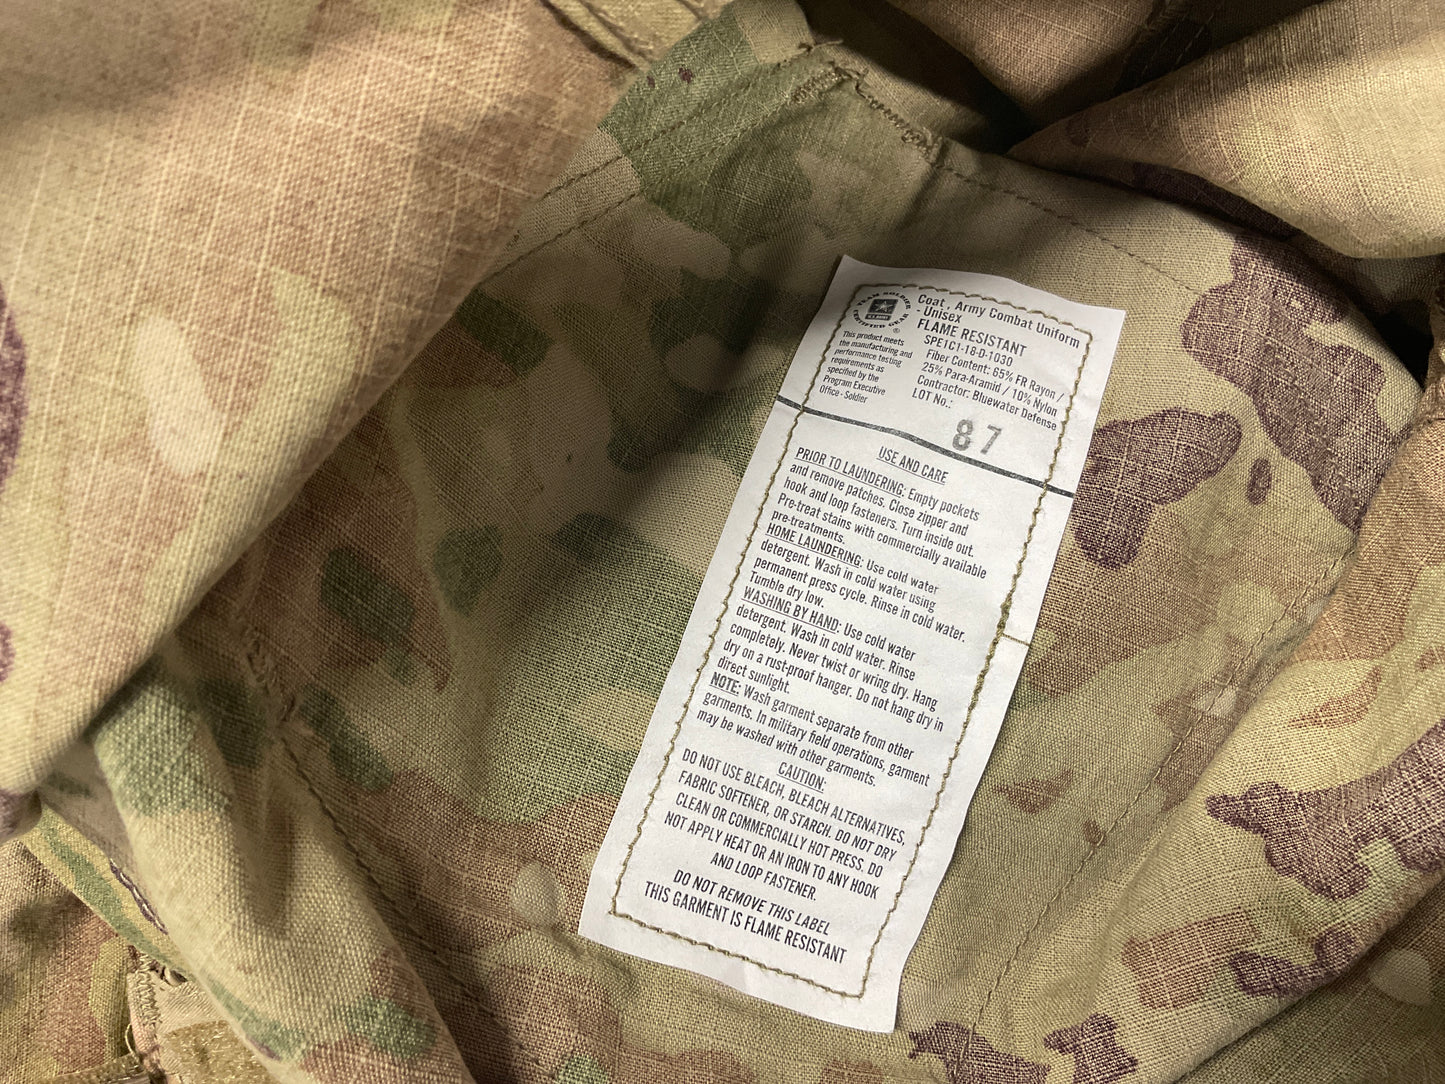 TEAM SOLDIER
U.S. ARMY
CERTIFIED GEAR
®
This product meets
the manufacturing and
performance testing
requirements as
specified by the
Program Executive
Office - Soldier
Coat , Army Combat Uniform
- Unisex
FLAME RESISTANT
SPE1C1-18-D-1030
Fiber Content: 65% FR Rayon /
25% Para-Aramid / 10% Nylon
Contractor: Bluewater Defense
LOT No.:
87
USE AND CARE
PRIOR TO LAUNDERING: Empty pockets
and remove patches. Close zipper and
hook and loop fasteners. Turn inside out.
Pre-treat stains with commercially available
pre-treatments.
HOME LAUNDERING: Use cold water
detergent. Wash in cold water using
permanent press cycle. Rinse in cold water.
Tumble dry low.
WASHING BY HAND: Use cold water
detergent. Wash in cold water. Rinse
completely. Never twist or wring dry. Hang
dry on a rust-proof hanger. Do not hang dry in
direct sunlight.
NOTE: Wash garment separate from other
garments. In military field operations, garment
may be washed with other garments.
CAUTION:
DO NOT USE BLEACH, BLEACH ALTERNATIVES,
FABRIC SOFTENER, OR STARCH. DO NOT DRY
CLEAN OR COMMERCIALLY HOT PRESS. DO
NOT APPLY HEAT OR AN IRON TO ANY HOOK
AND LOOP FASTENER.
DO NOT REMOVE THIS LABEL
THIS GARMENT IS FLAME RESISTANT